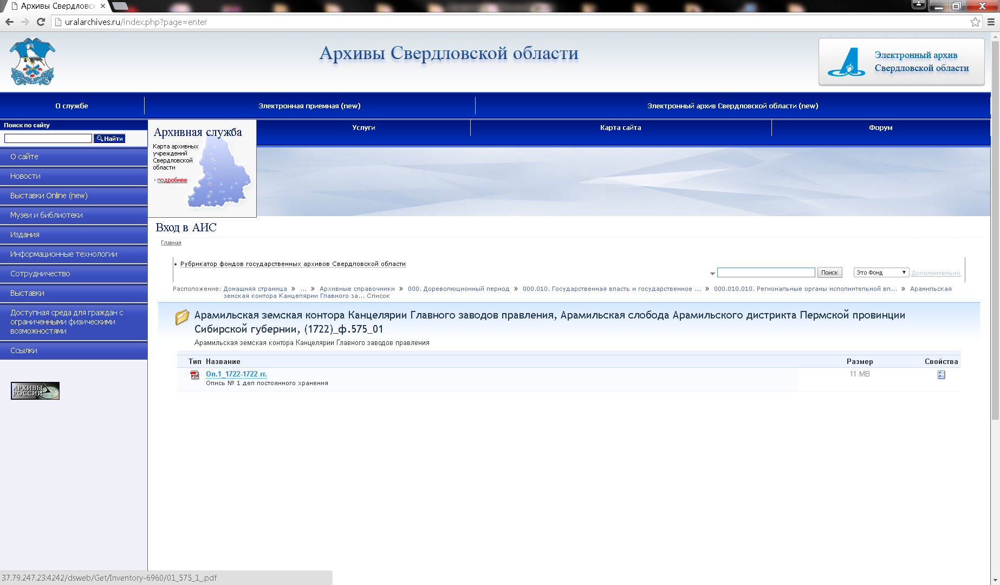 Архивы Свердловск
uralarchives.ru/index.php?page=enter
Архивы Свердловской области
Электронный архив
Свердловской области
О службе
Электронная приемная (new)
Электронный архив Свердловской области (new)
Поиск по сайту
Найти
Архивная служба
Карта архивных
учреждений
Свердловской
области
подробнее
Услуги
Карта сайта
Форум
О сайте
Новости
Выставки Online (new)
Музеи и библиотеки
Издания
Информационные технологии
Сотрудничество
Выставки
Доступная среда для граждан с
ограниченными физическими
возможностями
Ссылки
АРХИВЫ
РОССИИ
Вход в АИС
Главная
• Рубрикатор фондов государственных архивов Свердловской области
Поиск
Это Фонд
Дополнительно
Расположение: Домашняя страница » ... » Архивные справочники » 000. Дореволюционный период » 000.010. Государственная власть и государственное ... » 000.010.010. Региональные органы исполнительной вл... » Арамильская
земская контора Канцелярии Главного за... Список
Арамильская земская контора Канцелярии Главного заводов правления, Арамильская слобода Арамильского дистрикта Пермской провинции
Сибирской губернии, (1722)_ф.575_01
Арамильская земская контора Канцелярии Главного заводов правления
Тип Название Размер Свойства
PDF Оп.1_1722-1722 гг. 11 MB
Опись № 1 дел постоянного хранения
37.79.247.23:4242/dsweb/Get/Inventory-6960/01_575_1_.pdf